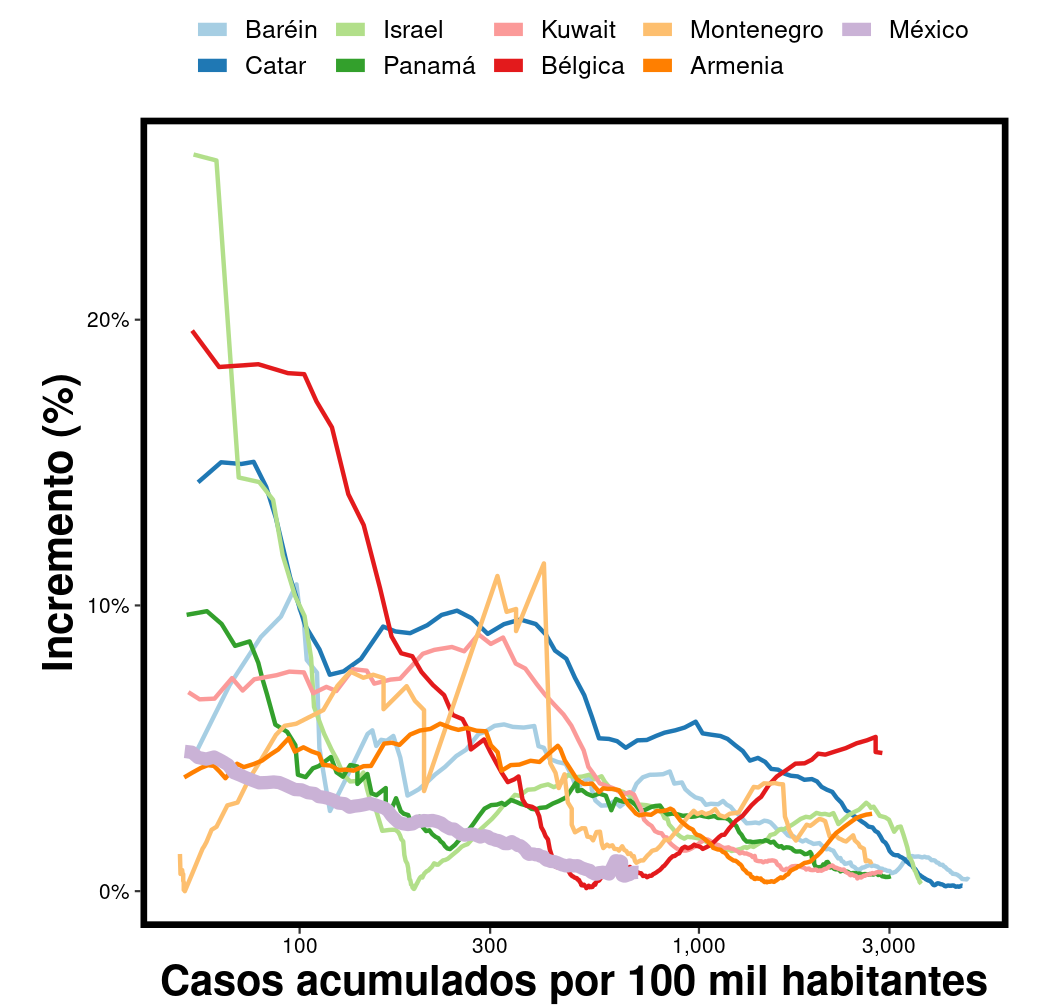 Baréin Israel Kuwait Montenegro México
Catar Panamá Bélgica Armenia
Incremento (%)
20%
10%
0%
100 300 1,000 3,000
Casos acumulados por 100 mil habitantes